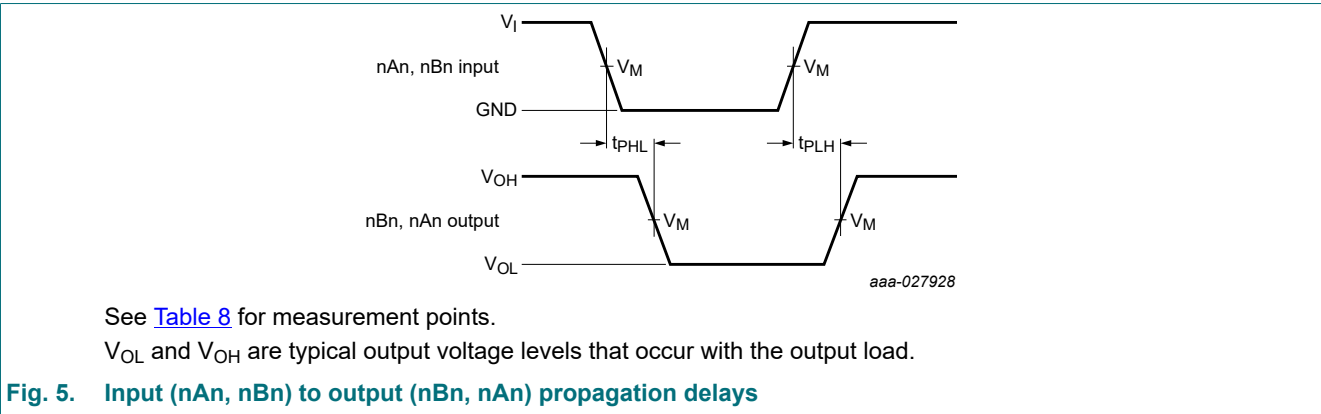 VI
nAn, nBn input
VM
VM
GND
tPHL
tPLH
VOH
nBn, nAn output
VM
VM
VOL
aaa-027928
See Table 8 for measurement points.
VOL and VOH are typical output voltage levels that occur with the output load.
Fig. 5. Input (nAn, nBn) to output (nBn, nAn) propagation delays